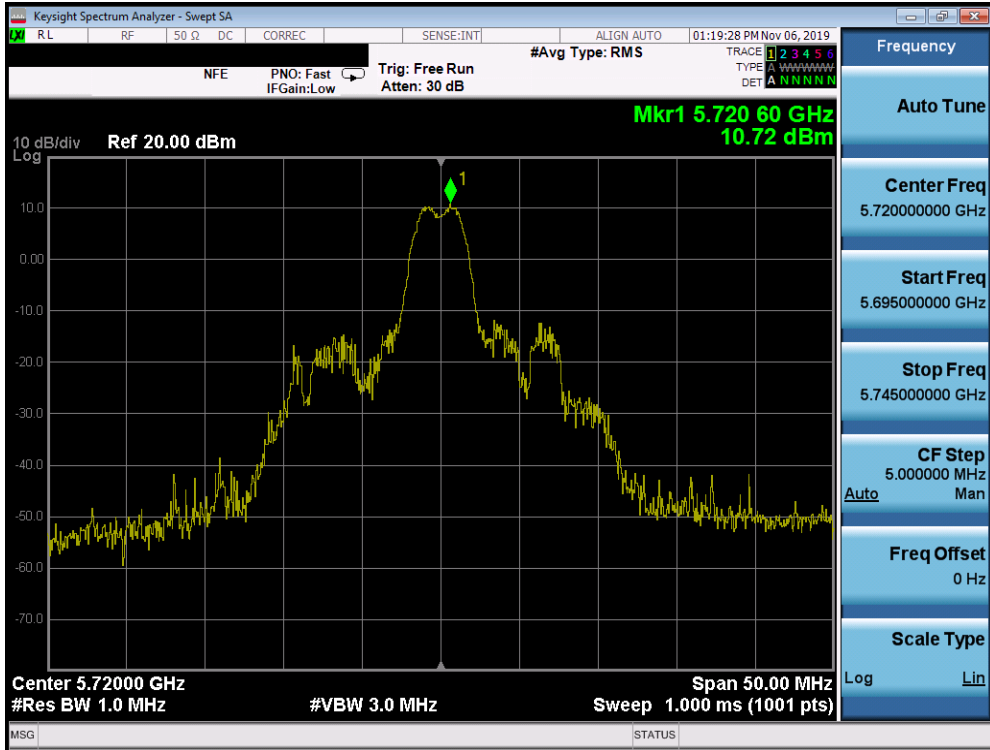 Keysight Spectrum Analyzer - Swept SA
LXI RL RF 50 Ω DC CORREC SENSE:INT ALIGN AUTO 01:19:28 PM Nov 06, 2019
#Avg Type: RMS
TRACE 1 2 3 4 5 6
TYPE A WWWWW
DET A N N N N N
NFE PNO: Fast Trig: Free Run
IFGain:Low Atten: 30 dB
Mkr1 5.720 60 GHz
10.72 dBm
10 dB/div Ref 20.00 dBm
Log
1
10.0
0.00
-10.0
-20.0
-30.0
-40.0
-50.0
-60.0
-70.0
Center 5.72000 GHz Span 50.00 MHz
#Res BW 1.0 MHz #VBW 3.0 MHz Sweep 1.000 ms (1001 pts)
MSG STATUS
Frequency
Auto Tune
Center Freq
5.720000000 GHz
Start Freq
5.695000000 GHz
Stop Freq
5.745000000 GHz
CF Step
5.000000 MHz
Auto Man
Freq Offset
0 Hz
Scale Type
Log Lin